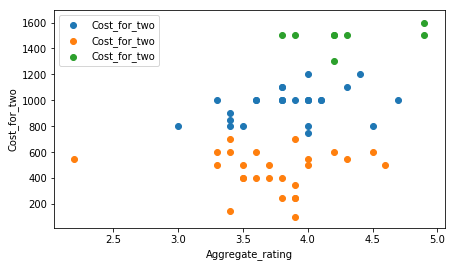 1600
1400
1200
1000
800
600
400
200
Cost_for_two
Cost_for_two
Cost_for_two
Cost_for_two
2.5
3.0
3.5
4.0
4.5
5.0
Aggregate_rating